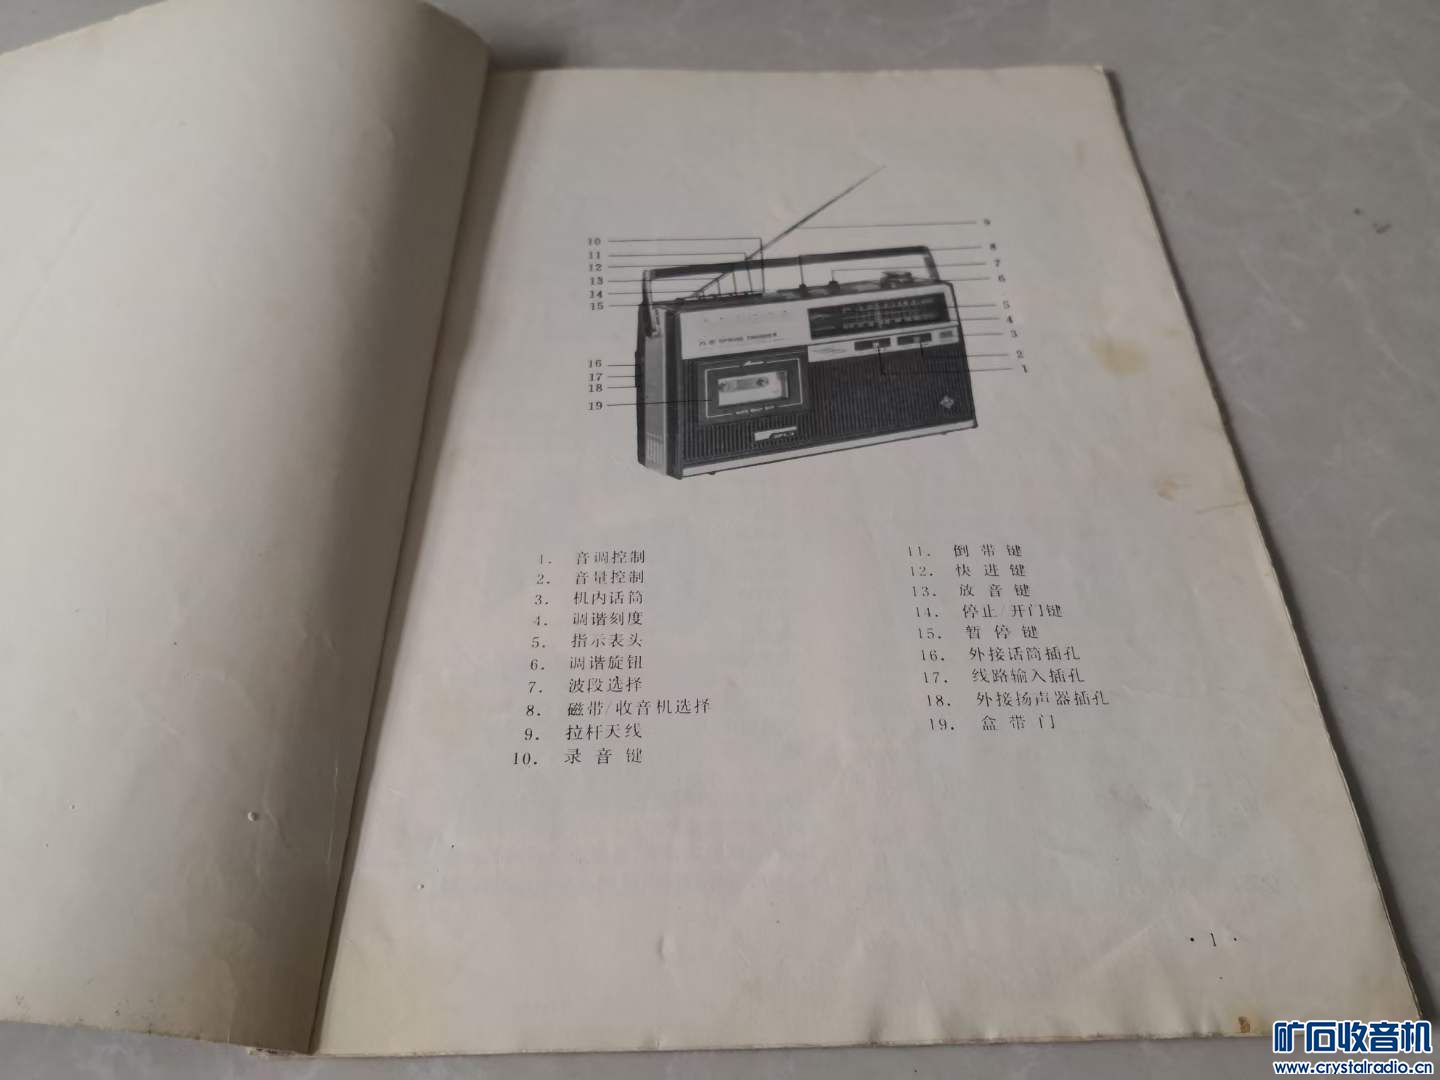 10
11
12
13
14
15
16
17
18
19
9
8
7
6
5
4
3
2
1
1. 音调控制
2. 音量控制
3. 机内话筒
4. 调谐刻度
5. 指示表头
6. 调谐旋钮
7. 波段选择
8. 磁带/收音机选择
9. 拉杆天线
10. 录音键
11. 倒带键
12. 快进键
13. 放音键
14. 停止/开门键
15. 暂停键
16. 外接话筒插孔
17. 线路输入插孔
18. 外接扬声器插孔
19. 盒带门
·1·
矿石收音机
www.crystalradio.cn